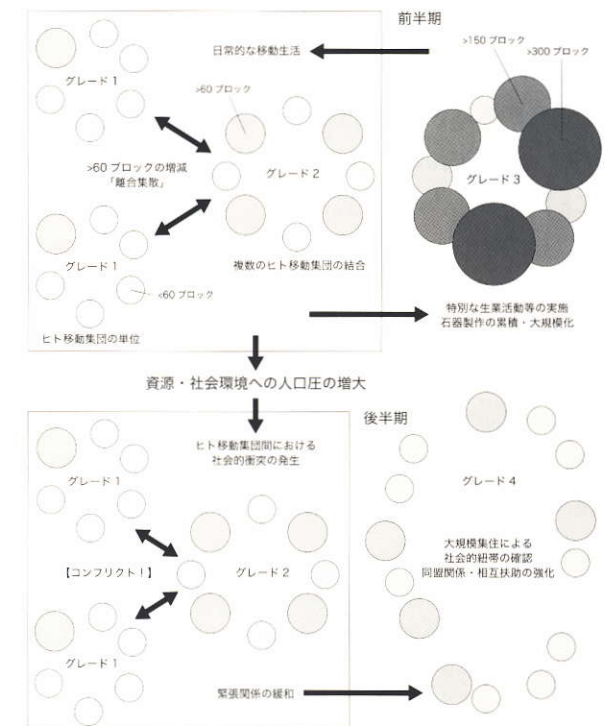 前半期
日常的な移動生活
>150 ブロック
>300 ブロック
グレード 1
>60 ブロック
>60 ブロックの増減
「離合集散」
グレード 2
グレード 3
グレード 1
複数のヒト移動集団の結合
<60 ブロック
ヒト移動集団の単位
特別な生業活動等の実施
石器製作の累積・大規模化
資源・社会環境への人口圧の増大
後半期
ヒト移動集団間における
社会的衝突の発生
グレード 1
グレード 4
【コンフリクト!】
グレード 2
大規模集住による
社会的紐帯の確認
同盟関係・相互扶助の強化
グレード 1
緊張関係の緩和